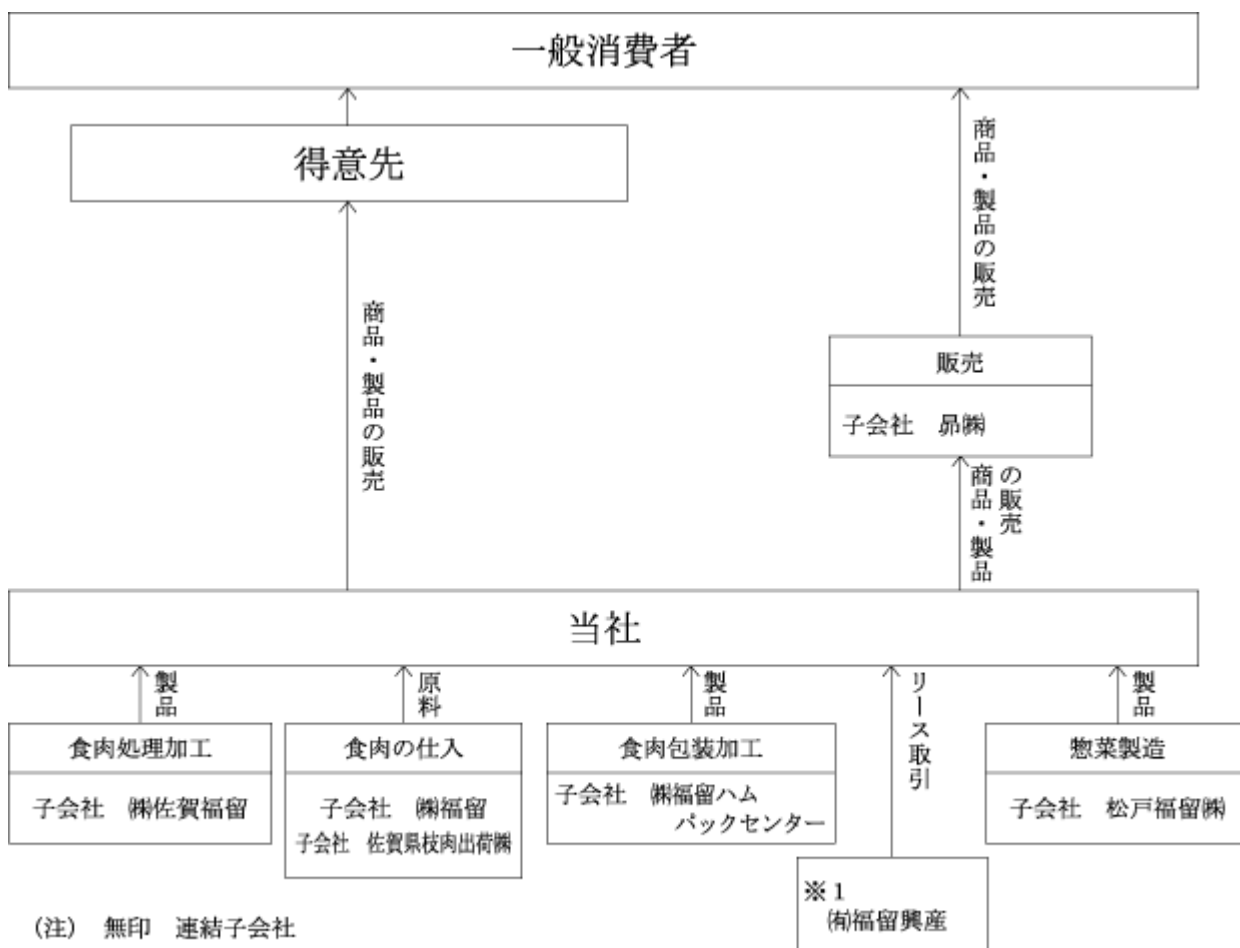 一般消費者
得意先
商品・製品の販売
商品・製品の販売
販売
子会社　昴㈱
商品・製品
の販売
当社
製品
原料
製品
リース取引
製品
食肉処理加工
子会社　㈱佐賀福留
食肉の仕入
子会社　㈱福留
子会社　佐賀県枝肉出荷㈱
食肉包装加工
子会社　㈱福留ハム
パックセンター
惣菜製造
子会社　松戸福留㈱
※１
㈲福留興産
(注)　無印　連結子会社